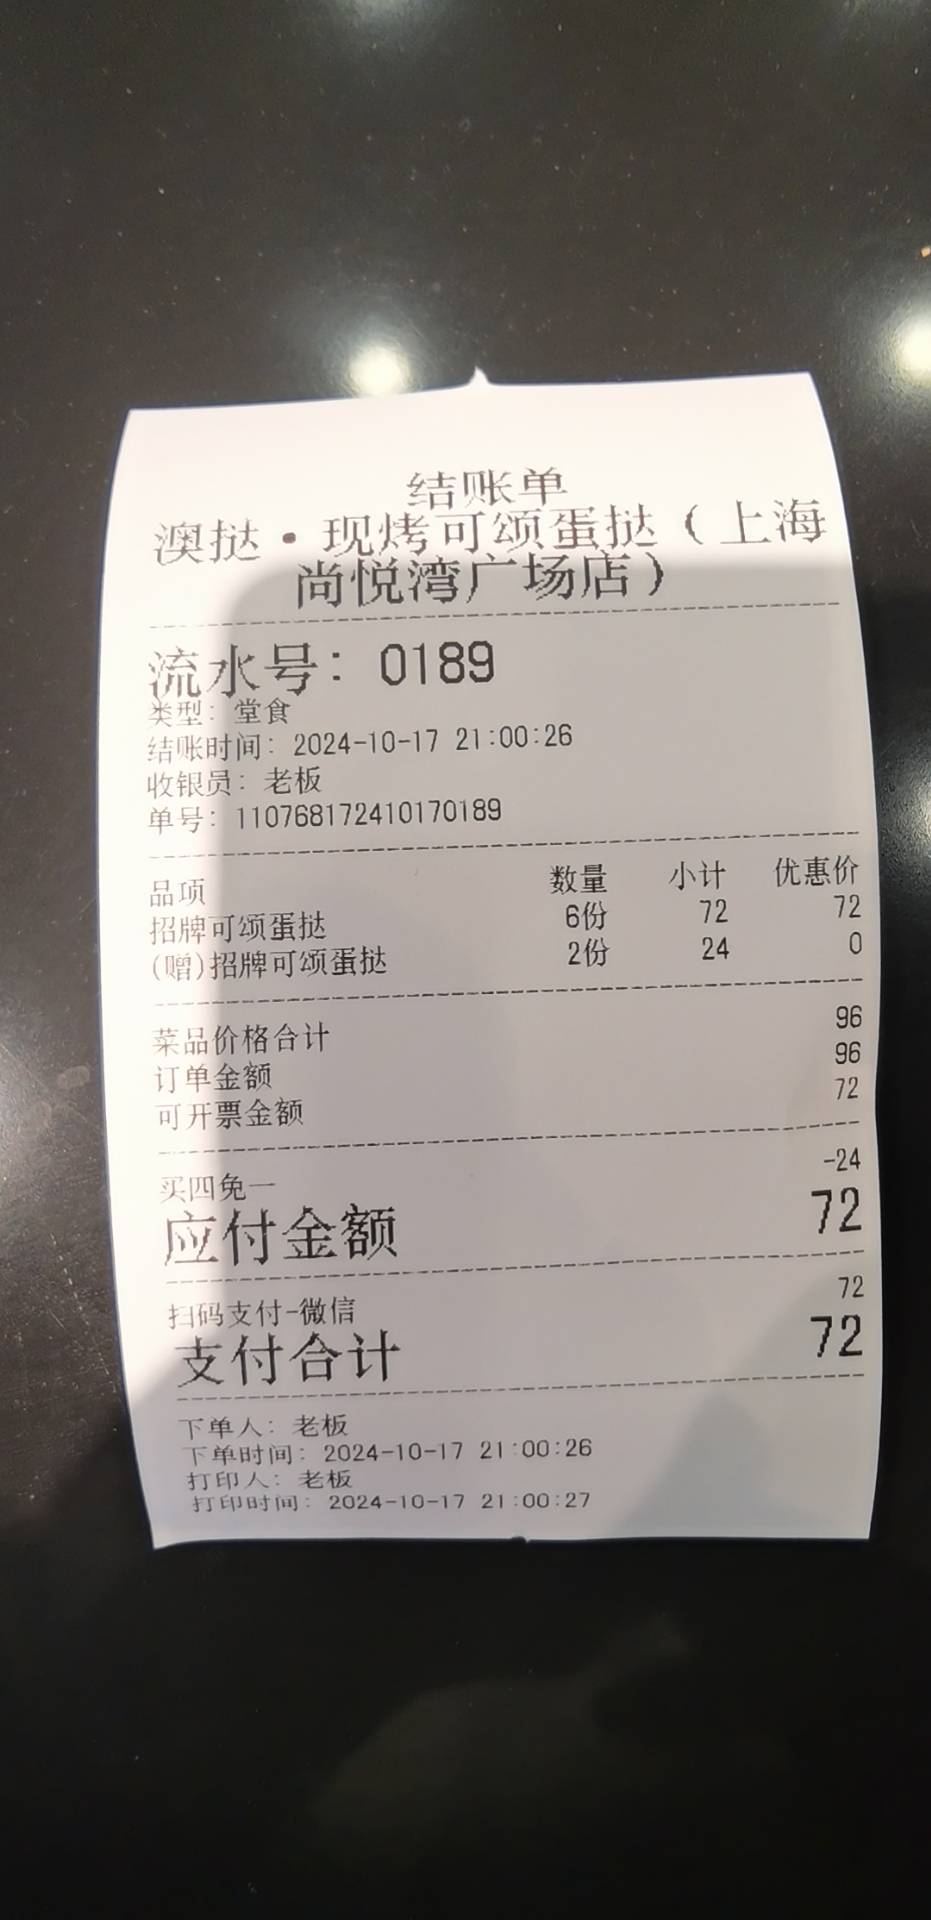 结账单
澳挞·现烤可颂蛋挞（上海
尚悦湾广场店）
流水号：0189
类型：堂食
结账时间：2024-10-17 21:00:26
收银员：老板
单号：110768172410170189
品项 数量 小计 优惠价
招牌可颂蛋挞 6份 72 72
(赠)招牌可颂蛋挞 2份 24 0
菜品价格合计 96
订单金额 96
可开票金额 72
买四免一 -24
应付金额 72
扫码支付-微信 72
支付合计 72
下单人：老板
下单时间：2024-10-17 21:00:26
打印人：老板
打印时间：2024-10-17 21:00:27